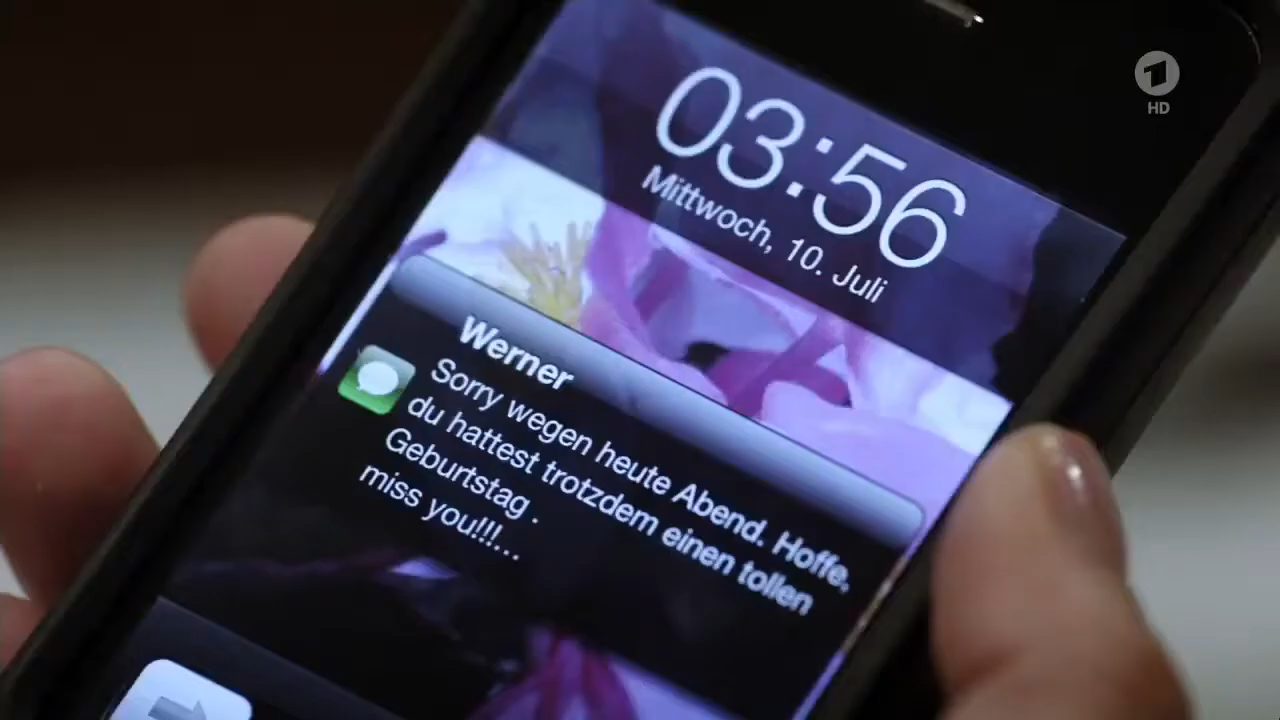 1
HD
03:56
Mittwoch, 10. Juli
Werner
Sorry wegen heute Abend. Hoffe,
du hattest trotzdem einen tollen
Geburtstag .
miss you!!!...